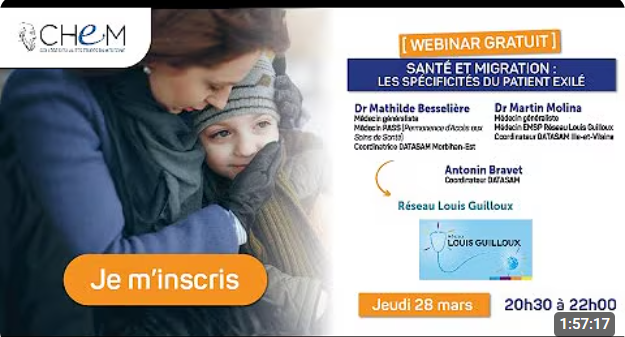 CHeM
[ WEBINAR GRATUIT ]
SANTÉ ET MIGRATION :
LES SPÉCIFICITÉS DU PATIENT EXILÉ
Dr Mathilde Besselière
Médecin généraliste
Médecin PASS (Permanence d'Accès aux
Soins de Santé)
Coordinatrice DATASAM Morbihan-Est
Dr Martin Molina
Médecin généraliste
Médecin EMSP Réseau Louis Guilloux
Coordinateur DATASAM Ille-et-Vilaine
Antonin Bravet
Coordinateur DATASAM
Réseau Louis Guilloux
LOUIS GUILLOUX
Je m'inscris
Jeudi 28 mars
20h30 à 22h00
1:57:17